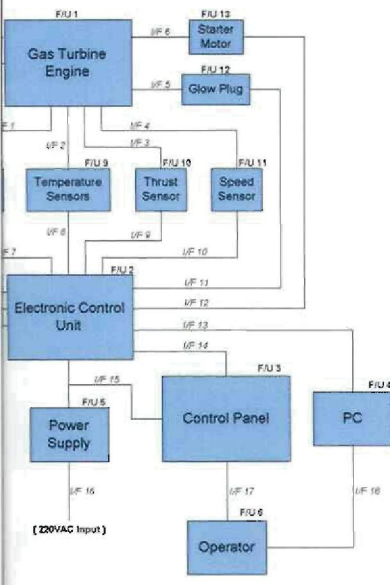 F/U 1
F/U 13
I/F 6
Starter
Motor
Gas Turbine
Engine
F/U 12
I/F 5
Glow Plug
F 1
I/F 2
I/F 4
I/F 3
F/U 9
F/U 10
F/U 11
Temperature
Sensors
Thrust
Sensor
Speed
Sensor
I/F 8
I/F 9
F 7
I/F 10
F/U 2
I/F 11
Electronic Control
Unit
I/F 12
I/F 13
I/F 14
F/U 3
I/F 15
F/U 4
F/U 5
Power
Supply
Control Panel
PC
I/F 16
I/F 17
I/F 18
F/U 6
( 220VAC Input )
Operator